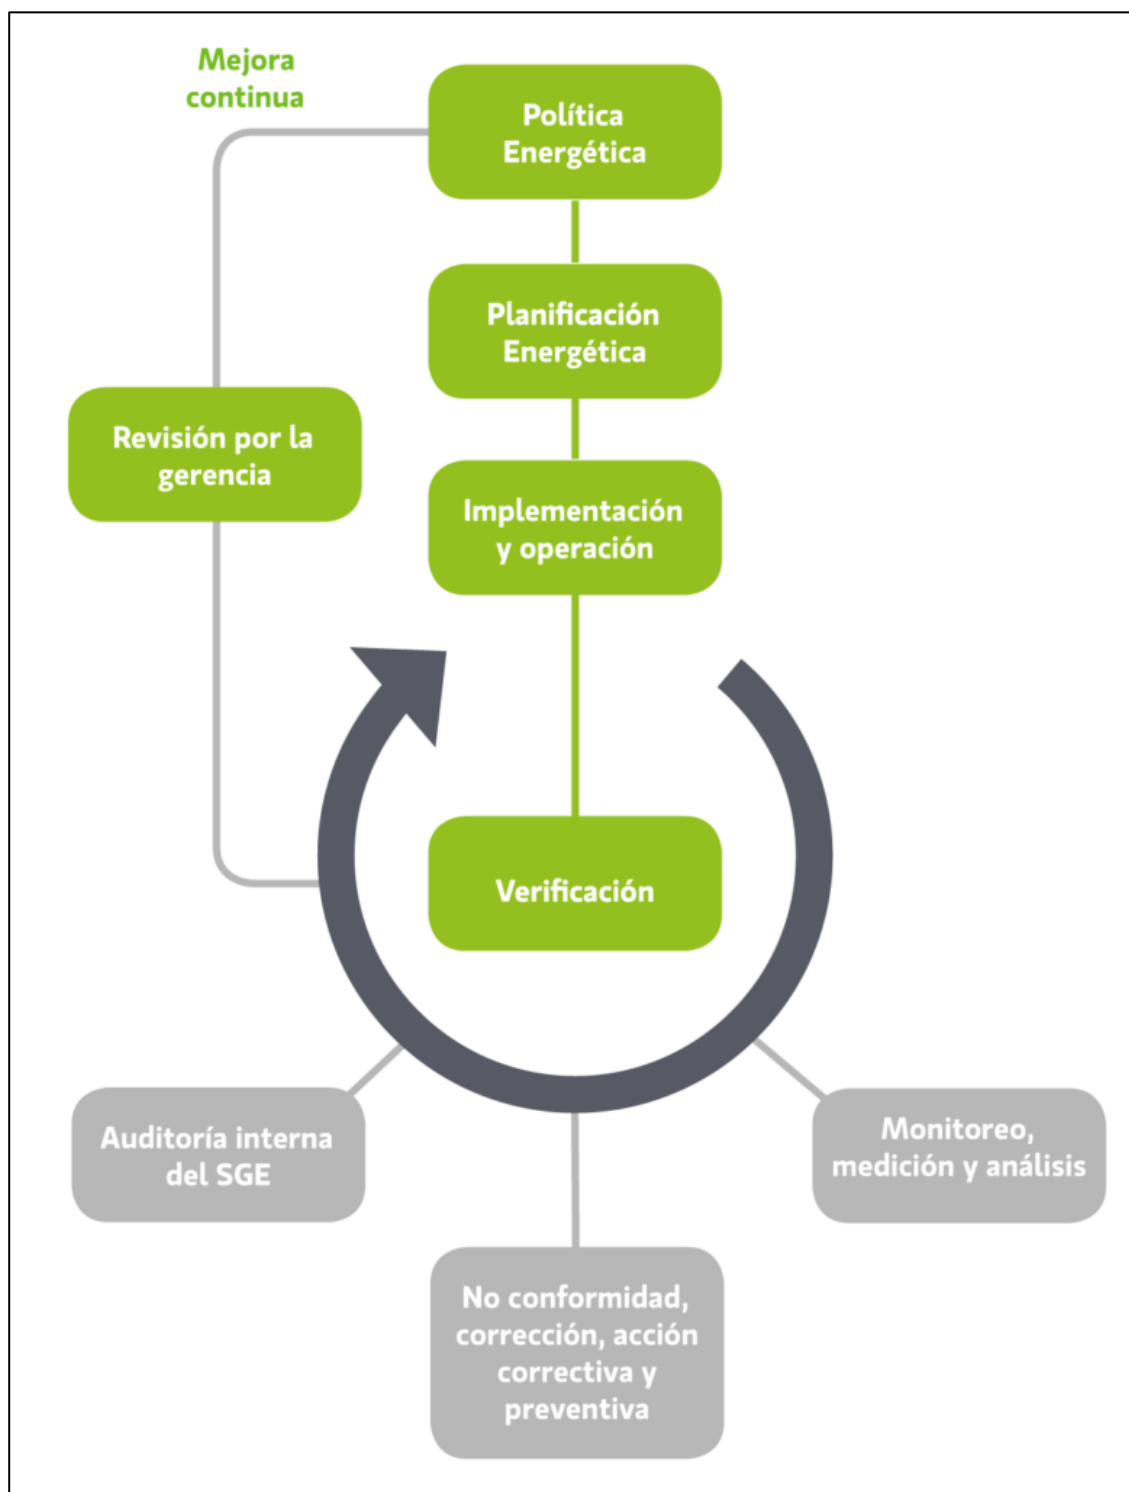 Mejora
continua
Política
Energética
Planificación
Energética
Revisión por la
gerencia
Implementación
y operación
Verificación
Auditoría interna
del SGE
Monitoreo,
medición y análisis
No conformidad,
corrección, acción
correctiva y
preventiva